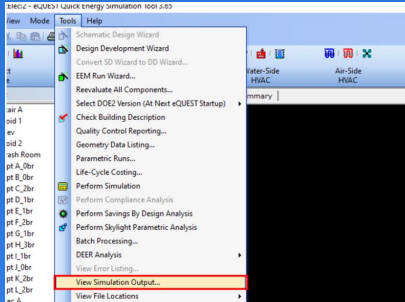 Elec!2 - eQUEST Quick Energy Simulation Tool 3.65
View Mode Tools Help
Schematic Design Wizard
Design Development Wizard
Convert SD Wizard to DD Wizard...
EEM Run Wizard...
Reevaluate All Components...
Select DOE2 Version (At Next eQUEST Startup)
Check Building Description
Quality Control Reporting...
Geometry Data Listing...
Parametric Runs...
Life-Cycle Costing...
Perform Simulation
Perform Compliance Analysis
Perform Savings By Design Analysis
Perform Skylight Parametric Analysis
Batch Processing...
DEER Analysis
View Error Listing...
View Simulation Output...
View File Locations
Water-Side
HVAC
Air-Side
HVAC
mmary
tair A
oid 1
lev
oid 2
rash Room
pt A_0br
pt B_0br
pt C_2br
pt D_1br
pt E_1br
pt F_2br
pt G_1br
pt H_3br
pt I_1br
pt J_0br
pt K_2br
pt L_2br